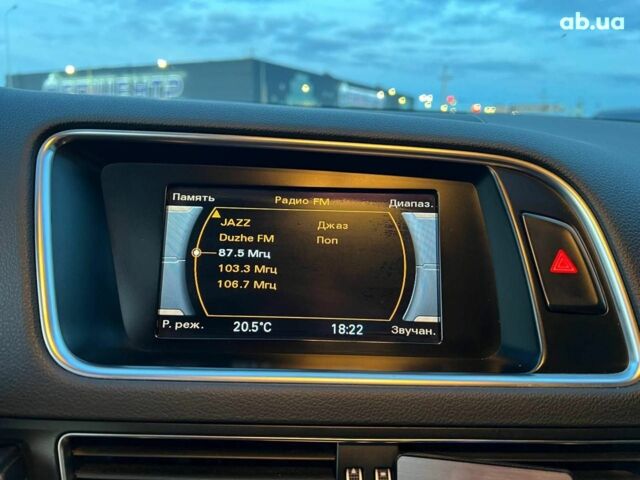 ab.ua
Память Радио FM Диапаз.
JAZZ Джаз
Duzhe FM Поп
87.5 Мгц
103.3 Мгц
106.7 Мгц
Р. реж. 20.5°C 18:22 Звучан.